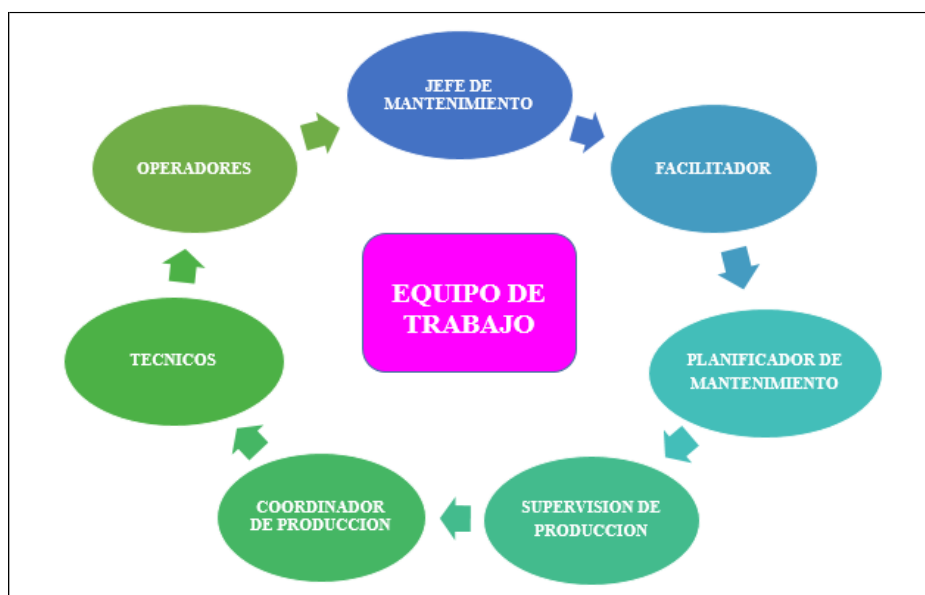 JEFE DE
MANTENIMIENTO
FACILITADOR
PLANIFICADOR DE
MANTENIMIENTO
SUPERVISION DE
PRODUCCION
COORDINADOR
DE PRODUCCION
TECNICOS
OPERADORES
EQUIPO DE
TRABAJO